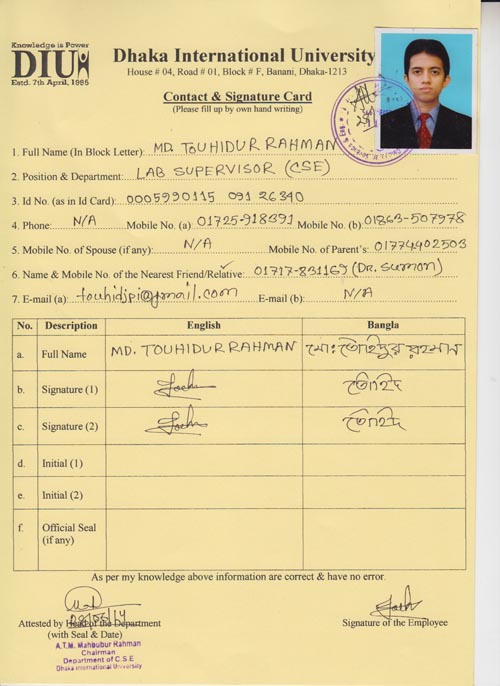 Knowledge is Power
DIU
Estd. 7th April, 1995
Dhaka International University
House # 04, Road # 01, Block # F, Banani, Dhaka-1213
Contact & Signature Card
(Please fill up by own hand writing)
1. Full Name (In Block Letter): MD. TOUHIDUR RAHMAN
2. Position & Department: LAB SUPERVISOR (CSE)
3. Id No. (as in Id Card): 0005990115 091 26340
4. Phone: N/A Mobile No. (a) 01725-918391 Mobile No. (b) 01863-507978
5. Mobile No. of Spouse (if any): N/A Mobile No. of Parent's: 01774402503
6. Name & Mobile No. of the Nearest Friend/Relative: 01717-831169 (DR. SUMON)
7. E-mail (a): touhidjpi@gmail.com E-mail (b): N/A
No. Description English Bangla
a. Full Name MD. TOUHIDUR RAHMAN মোঃ তৌহিদুর রহমান
b. Signature (1) তৌহিদ
c. Signature (2) তৌহিদ
d. Initial (1)
e. Initial (2)
f. Official Seal
(if any)
As per my knowledge above information are correct & have no error.
Attested by Head of the Department
(with Seal & Date)
Signature of the Employee
A.T.M. Mahbubur Rahman
Chairman
Department of C.S.E
Dhaka International University